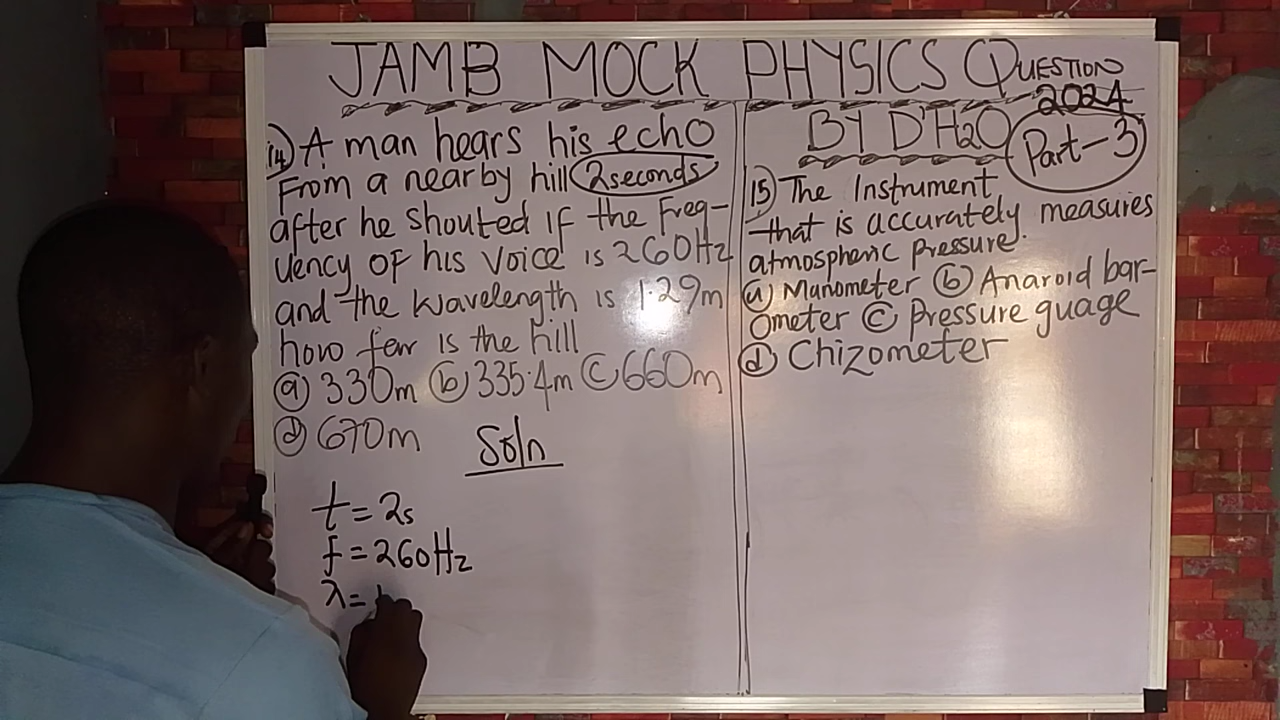 JAMB MOCK PHYSICS QUESTION
2024
BY D'H2O
Part-3
14) A man hears his echo
From a nearby hill 2seconds
after he shouted If the Freq-
uency of his Voice is 260Hz
and the wavelength is 1.29m
how far is the hill
(a) 330m (b) 335.4m (c) 660m
(d) 670m
Soln
t = 2s
f = 260Hz
λ =
15) The Instrument
that is accurately measures
atmospheric pressure.
(a) Manometer (b) Anaroid bar-
ometer (c) Pressure guage
(d) Chizometer